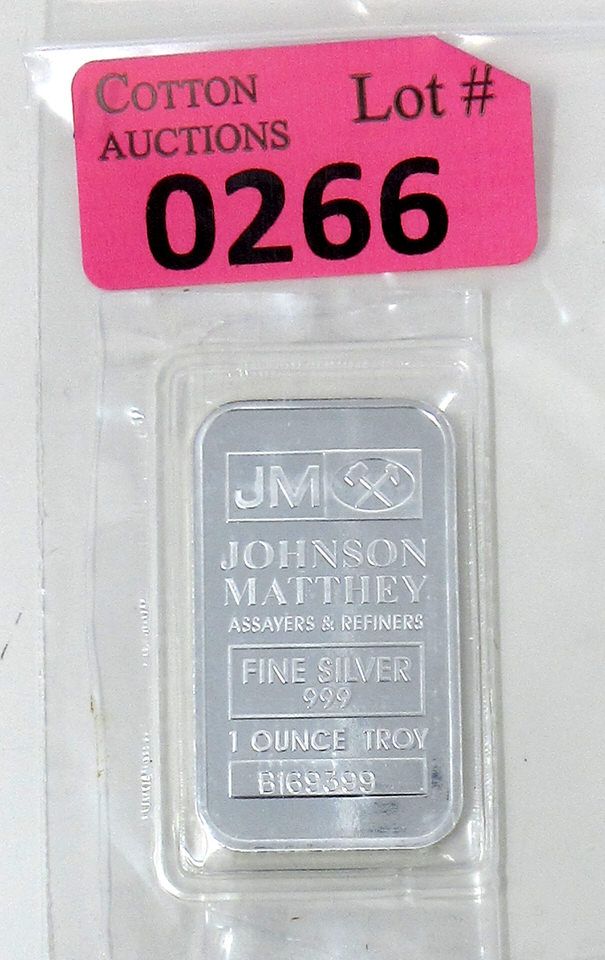 COTTON
AUCTIONS
Lot #
0266
JM
JOHNSON
MATTHEY
ASSAYERS & REFINERS
FINE SILVER
999
1 OUNCE TROY
B169399